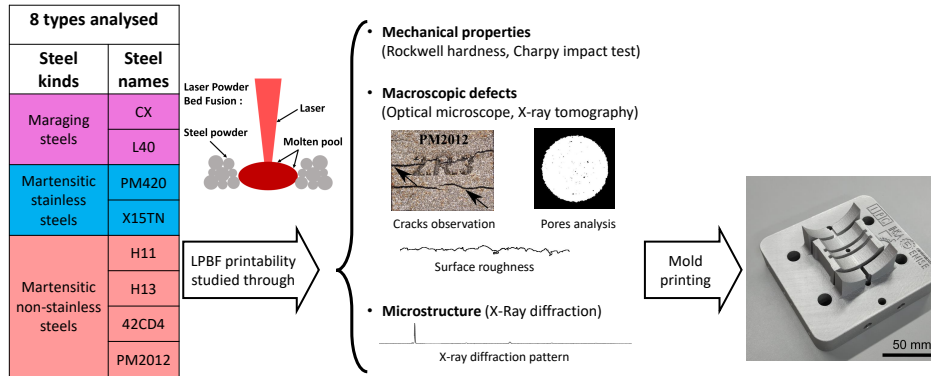 8 types analysed
Steel
kinds
Steel
names
Maraging
steels
CX
L40
Martensitic
stainless
steels
PM420
X15TN
Martensitic
non-stainless
steels
H11
H13
42CD4
PM2012
Laser Powder
Bed Fusion :
Laser
Steel powder
Molten pool
LPBF printability
studied through
• Mechanical properties
(Rockwell hardness, Charpy impact test)
• Macroscopic defects
(Optical microscope, X-ray tomography)
PM2012
Z.R.3
Cracks observation
Pores analysis
Surface roughness
• Microstructure (X-Ray diffraction)
X-ray diffraction pattern
Mold
printing
50 mm